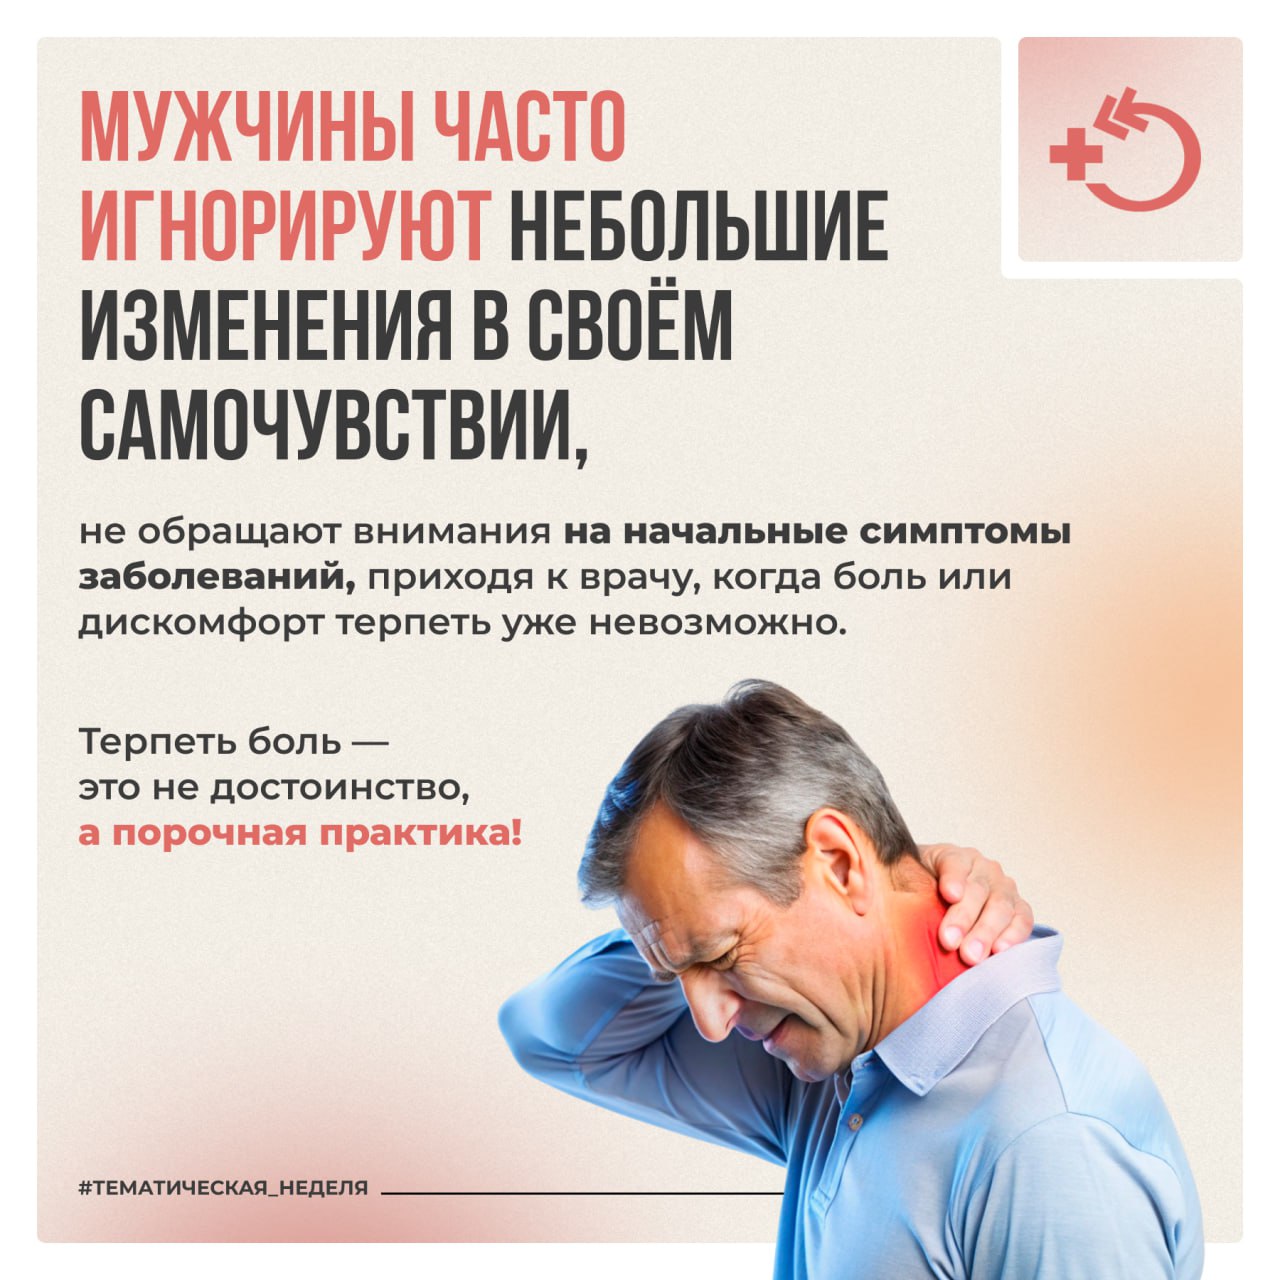 МУЖЧИНЫ ЧАСТО
ИГНОРИРУЮТ НЕБОЛЬШИЕ
ИЗМЕНЕНИЯ В СВОЁМ
САМОЧУВСТВИИ,
не обращают внимания на начальные симптомы
заболеваний, приходя к врачу, когда боль или
дискомфорт терпеть уже невозможно.
Терпеть боль —
это не достоинство,
а порочная практика!
#ТЕМАТИЧЕСКАЯ_НЕДЕЛЯ